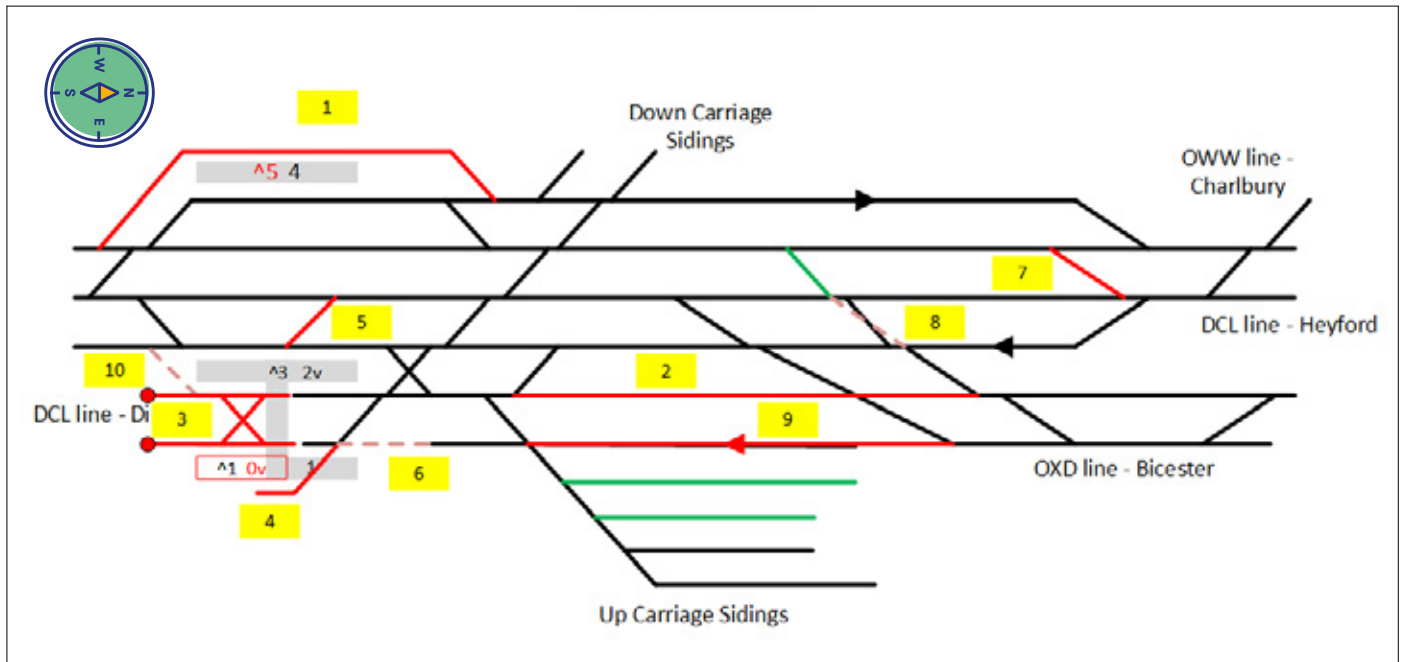 W
S N
E
1
Down Carriage
Sidings
OWW line -
Charlbury
^5 4
7
DCL line - Heyford
5
8
10
^3 2v
2
DCL line - Di
3
9
^1 0v 1
6
OXD line - Bicester
4
Up Carriage Sidings